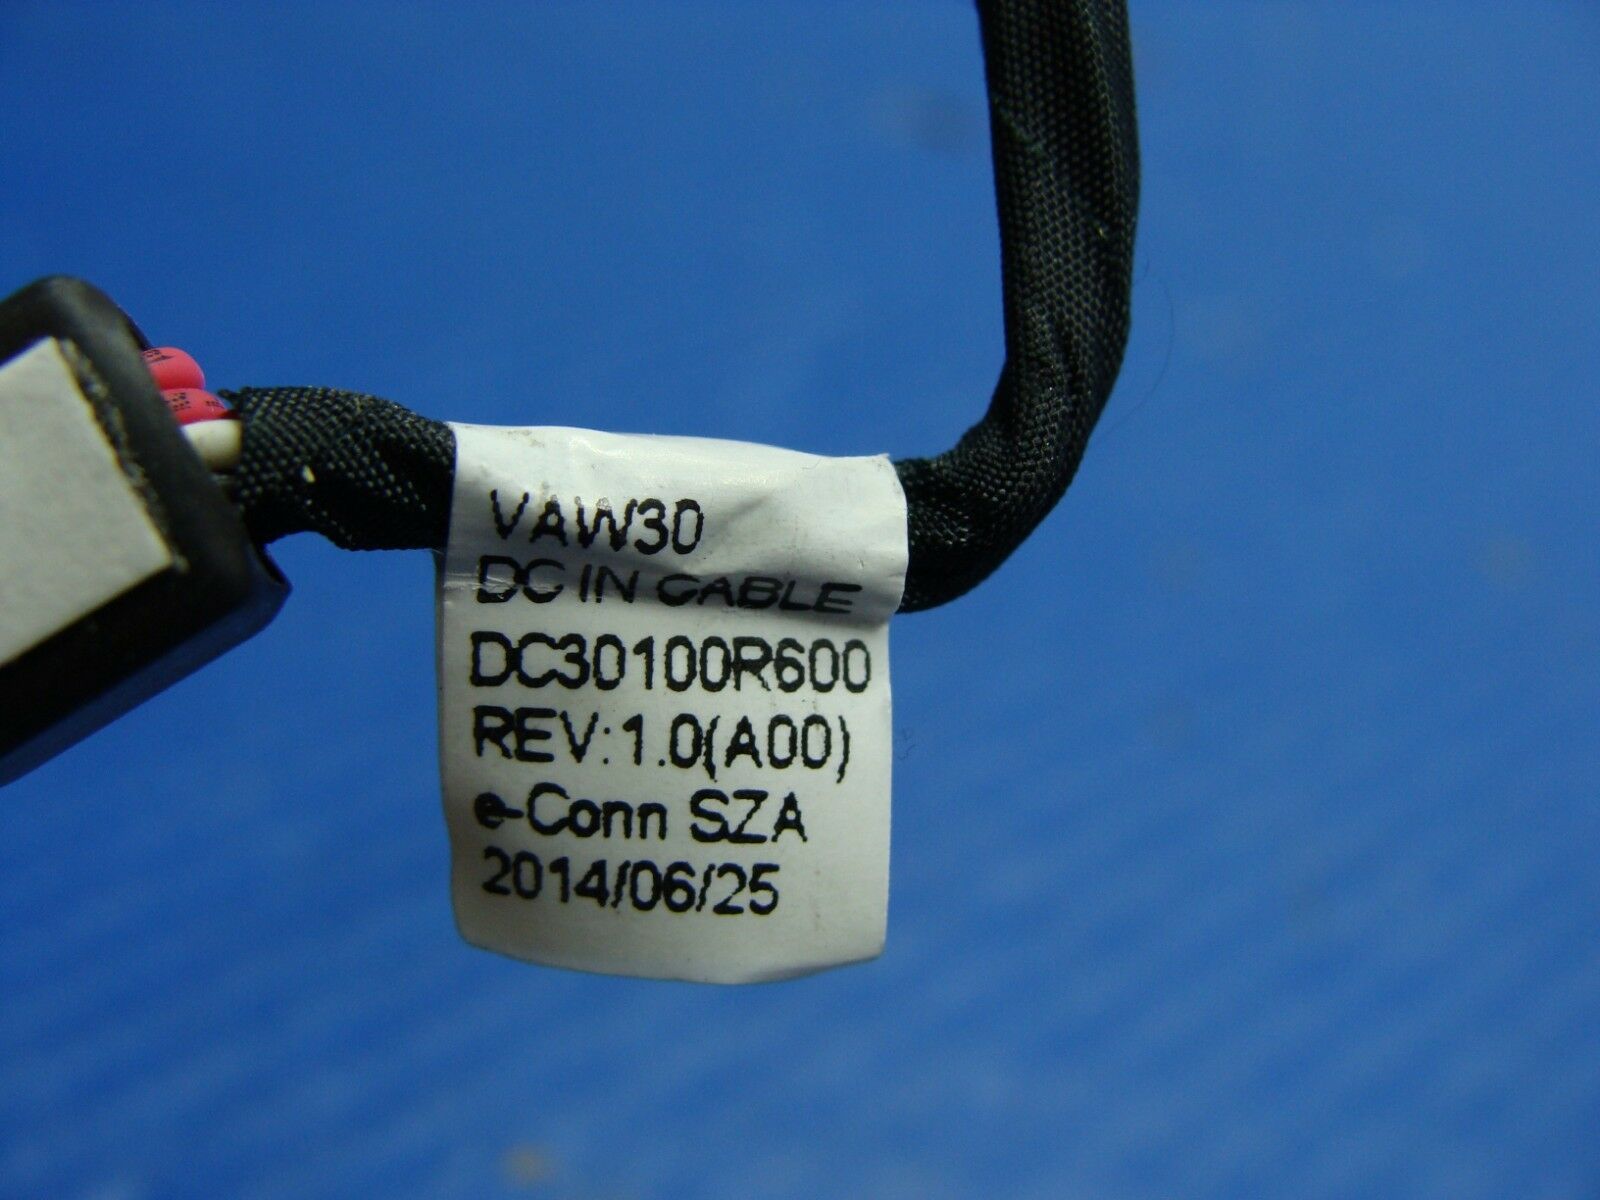 VAW30
DC IN CABLE
DC30100R600
REV:1.0(A00)
e-Conn SZA
2014/06/25